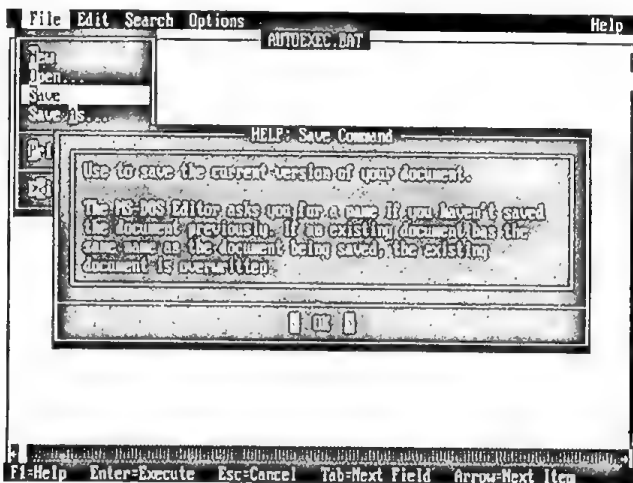 File Edit Search Options Help
AUTOEXEC.BAT
New
Open...
Save
Save As...
HELP: Save Command
Use to save the current version of your document.
The MS-DOS Editor asks you for a name if you haven't saved
the document previously. If an existing document has the
same name as the document being saved, the existing
document is overwritten.
< OK >
F1=Help Enter=Execute Esc=Cancel Tab=Next Field Arrow=Next Item